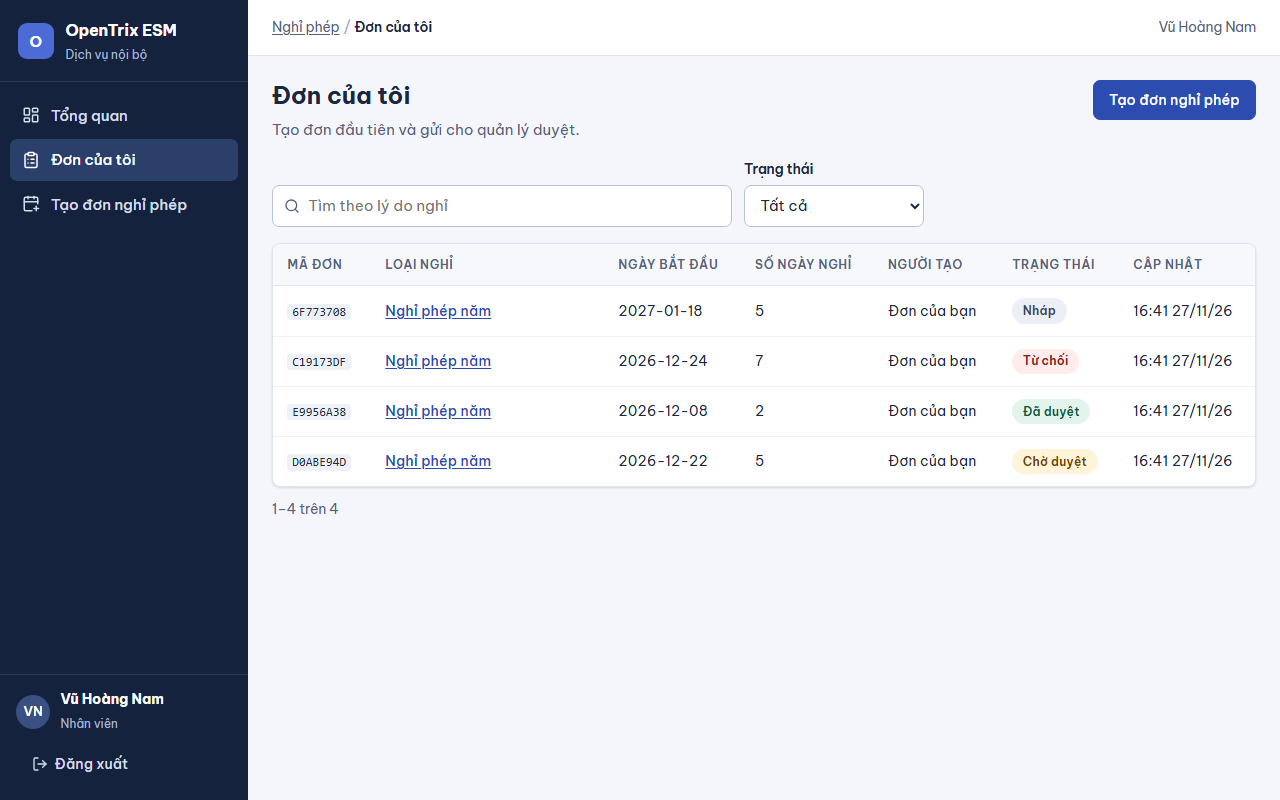 OpenTrix ESM
O
Dịch vụ nội bộ
Tổng quan
Đơn của tôi
Tạo đơn nghỉ phép
VN
Vũ Hoàng Nam
Nhân viên
Đăng xuất
Nghỉ phép / Đơn của tôi
Vũ Hoàng Nam
Đơn của tôi
Tạo đơn đầu tiên và gửi cho quản lý duyệt.
Tạo đơn nghỉ phép
Trạng thái
Tìm theo lý do nghỉ
Tất cả
MÃ ĐƠN LOẠI NGHỈ NGÀY BẮT ĐẦU SỐ NGÀY NGHỈ NGƯỜI TẠO TRẠNG THÁI CẬP NHẬT
6F773708 Nghỉ phép năm 2027-01-18 5 Đơn của bạn Nháp 16:41 27/11/26
C19173DF Nghỉ phép năm 2026-12-24 7 Đơn của bạn Từ chối 16:41 27/11/26
E9956A38 Nghỉ phép năm 2026-12-08 2 Đơn của bạn Đã duyệt 16:41 27/11/26
D0ABE94D Nghỉ phép năm 2026-12-22 5 Đơn của bạn Chờ duyệt 16:41 27/11/26
1–4 trên 4